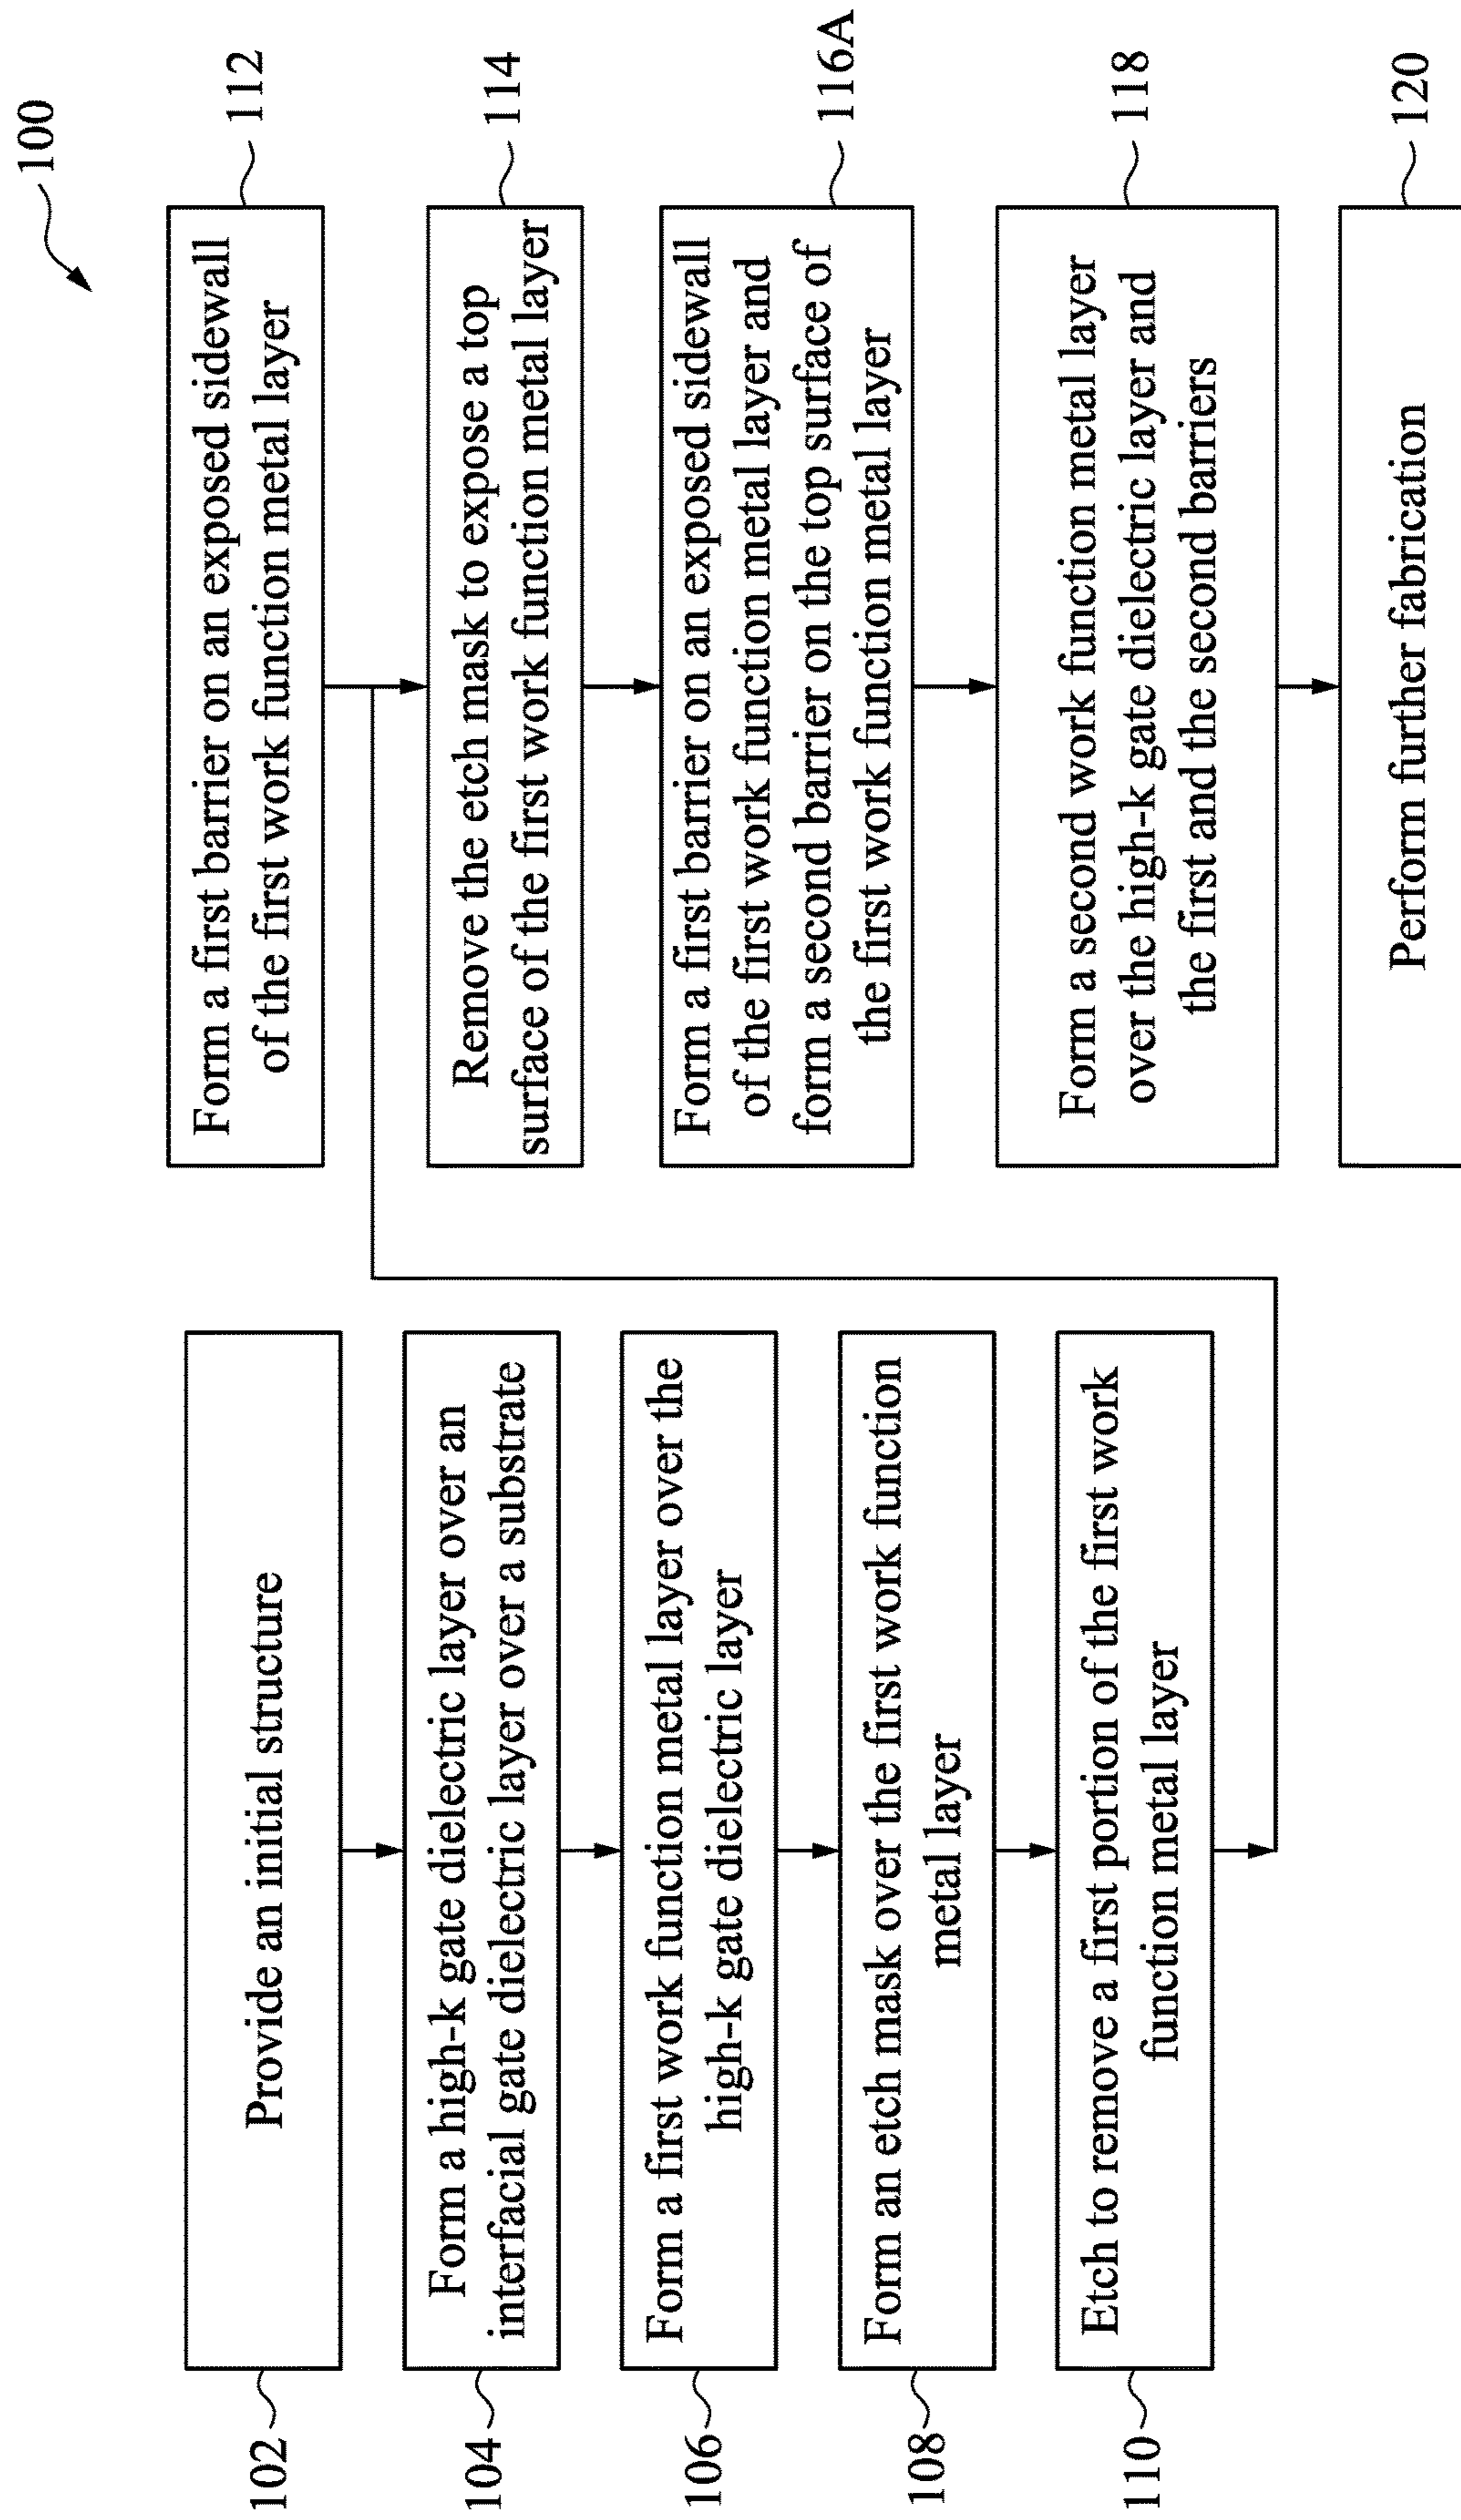 100
102
Provide an initial structure
104
Form a high-k gate dielectric layer over an
interfacial gate dielectric layer over a substrate
106
Form a first work function metal layer over the
high-k gate dielectric layer
108
Form an etch mask over the first work function
metal layer
110
Etch to remove a first portion of the first work
function metal layer
Form a first barrier on an exposed sidewall
of the first work function metal layer
112
Remove the etch mask to expose a top
surface of the first work function metal layer
114
Form a first barrier on an exposed sidewall
of the first work function metal layer and
form a second barrier on the top surface of
the first work function metal layer
116A
Form a second work function metal layer
over the high-k gate dielectric layer and
the first and the second barriers
118
Perform further fabrication
120